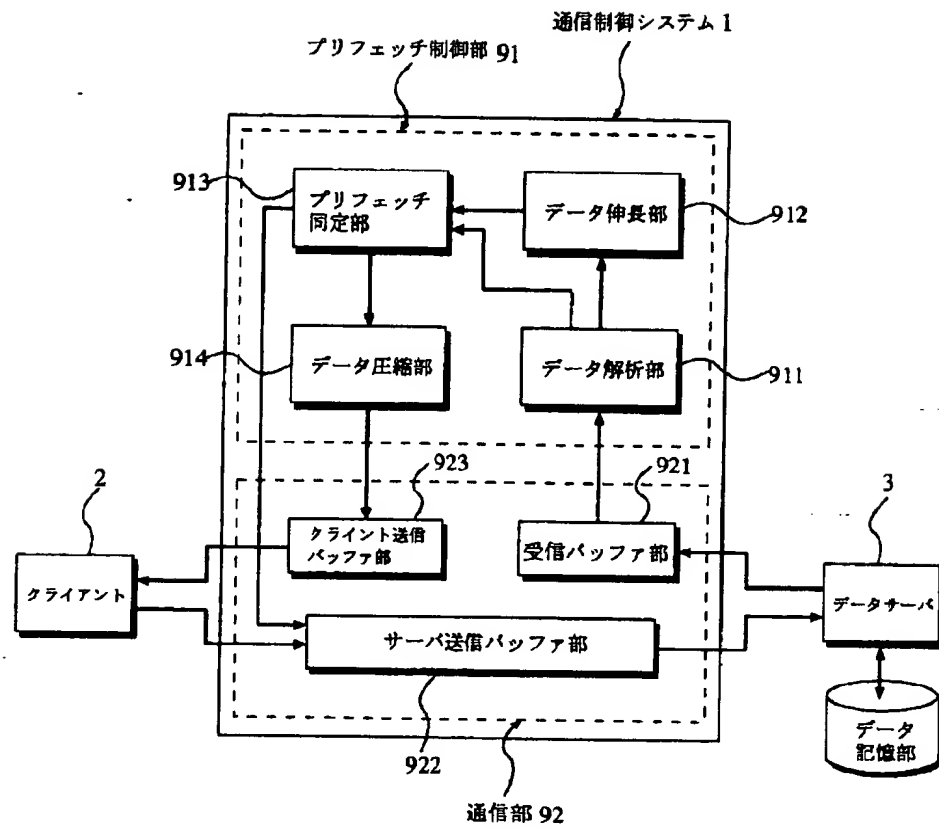 通信制御システム 1
プリフェッチ制御部 91
913
プリフェッチ
同定部
データ伸長部
912
914
データ圧縮部
データ解析部
911
923
921
2
クライント送信
バッファ部
受信バッファ部
3
クライアント
データサーバ
サーバ送信バッファ部
データ
記憶部
922
通信部 92